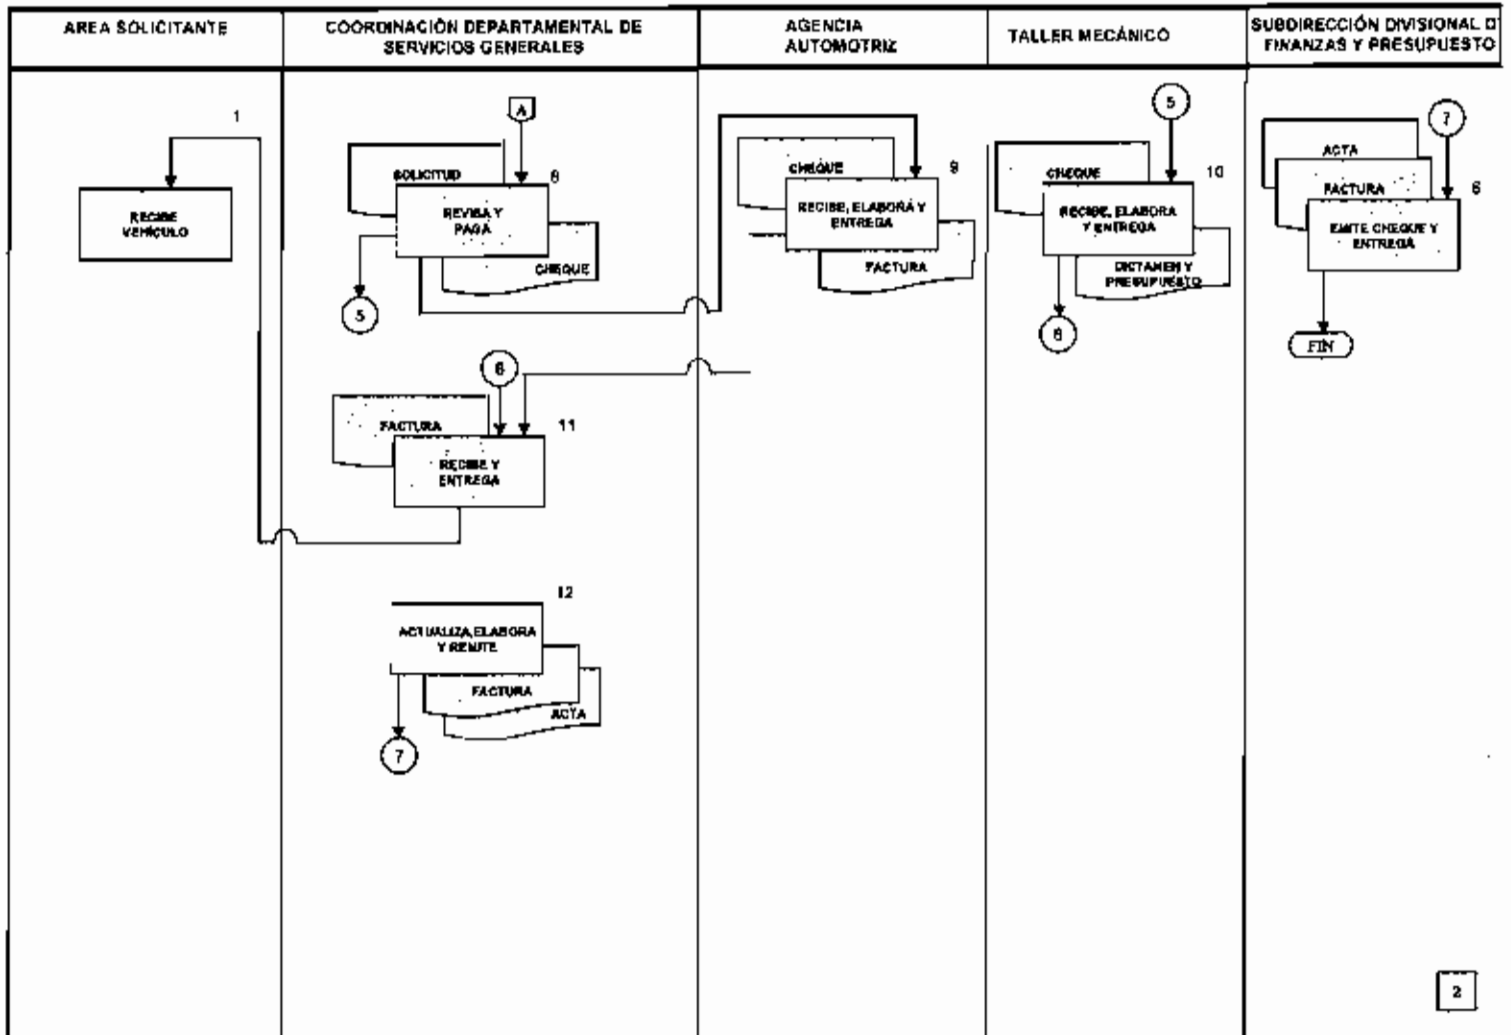 AREA SOLICITANTE
COORDINACIÓN DEPARTAMENTAL DE
SERVICIOS GENERALES
AGENCIA
AUTOMOTRIZ
TALLER MECÁNICO
SUBDIRECCIÓN DIVISIONAL D
FINANZAS Y PRESUPUESTO
1
RECIBE
VEHÍCULO
A
SOLICITUD
8
REVISA Y
PAGA
CHEQUE
5
CHEQUE
9
RECIBE, ELABORA Y
ENTREGA
FACTURA
5
CHEQUE
10
RECIBE, ELABORA
Y ENTREGA
DICTAMEN Y
PRESUPUESTO
6
7
ACTA
FACTURA
6
EMITE CHEQUE Y
ENTREGA
FIN
6
FACTURA
11
RECIBE Y
ENTREGA
12
ACTUALIZA, ELABORA
Y REMITE
FACTURA
ACTA
7
2